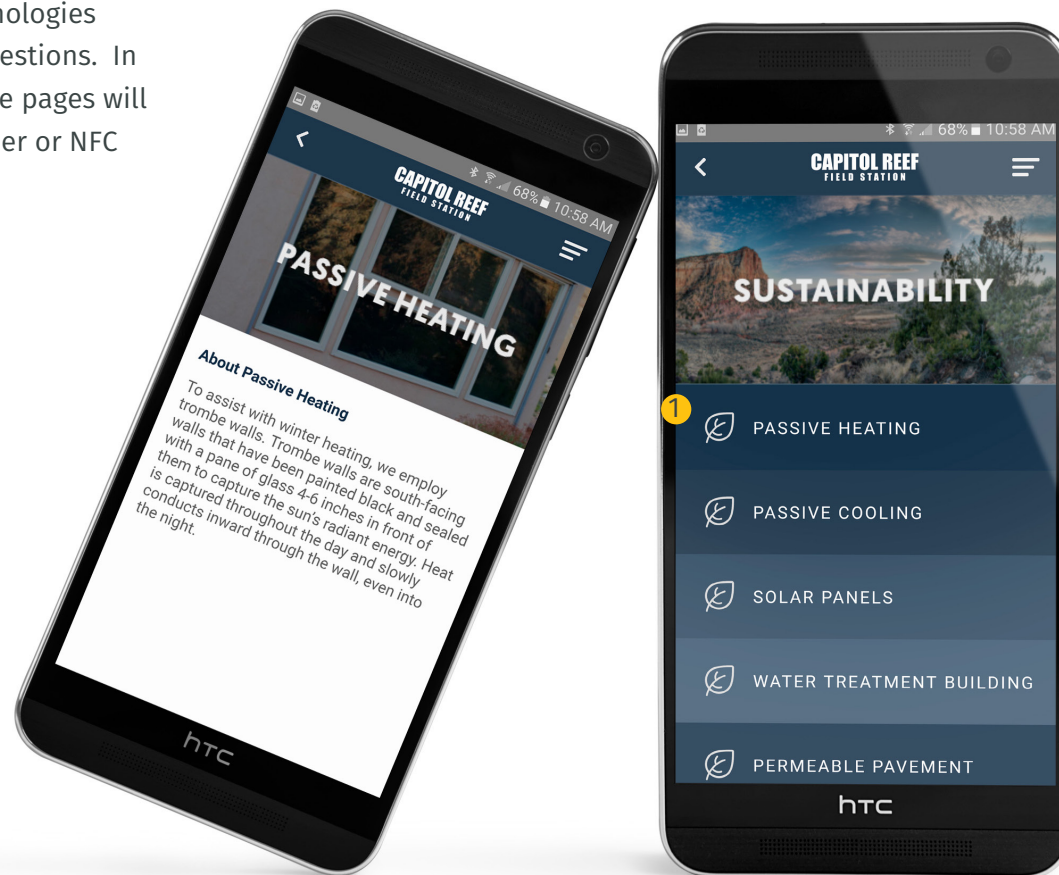 nologies
estions. In
e pages will
er or NFC
68% 10:58 AM
CAPITOL REEF
FIELD STATION
PASSIVE HEATING
About Passive Heating
To assist with winter heating, we employ
trombe walls. Trombe walls are south-facing
walls that have been painted black and sealed
with a pane of glass 4-6 inches in front of
them to capture the sun's radiant energy. Heat
is captured throughout the day and slowly
conducts inward through the wall, even into
the night.
hTC
68% 10:58 AM
CAPITOL REEF
FIELD STATION
SUSTAINABILITY
1
PASSIVE HEATING
PASSIVE COOLING
SOLAR PANELS
WATER TREATMENT BUILDING
PERMEABLE PAVEMENT
hTC